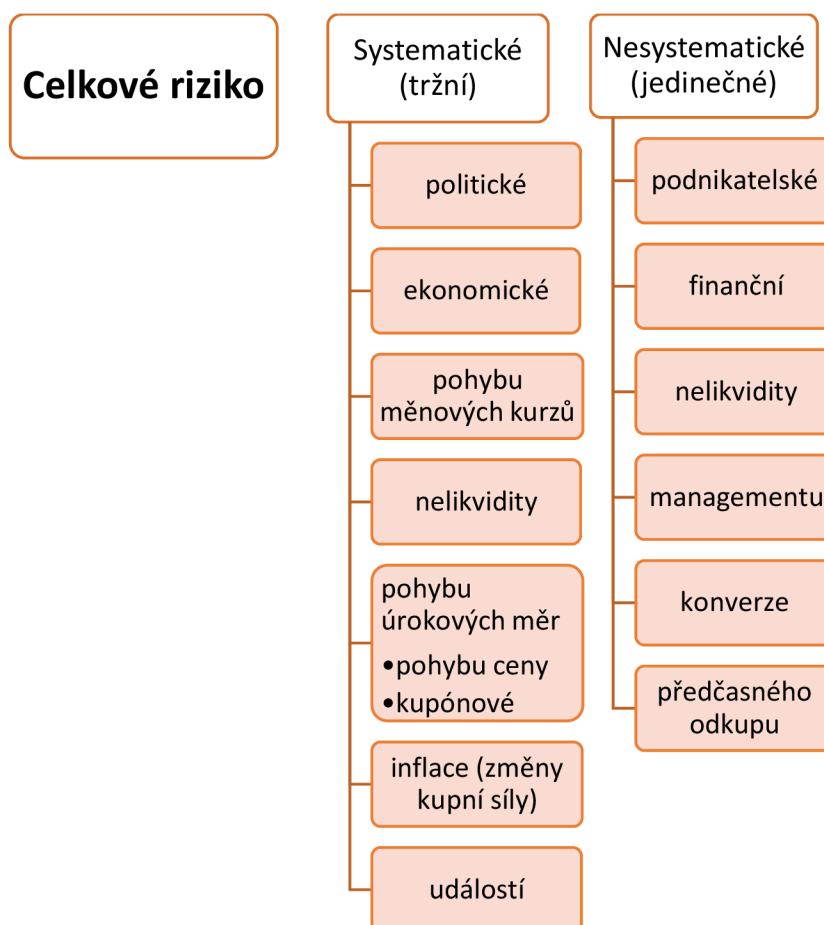 Celkové riziko
Systematické
(tržní)
politické
ekonomické
pohybu
měnových kurzů
nelikvidity
pohybu
úrokových měr
•pohybu ceny
•kupónové
inflace (změny
kupní síly)
událostí
Nesystematické
(jedinečné)
podnikatelské
finanční
nelikvidity
managementu
konverze
předčasného
odkupu